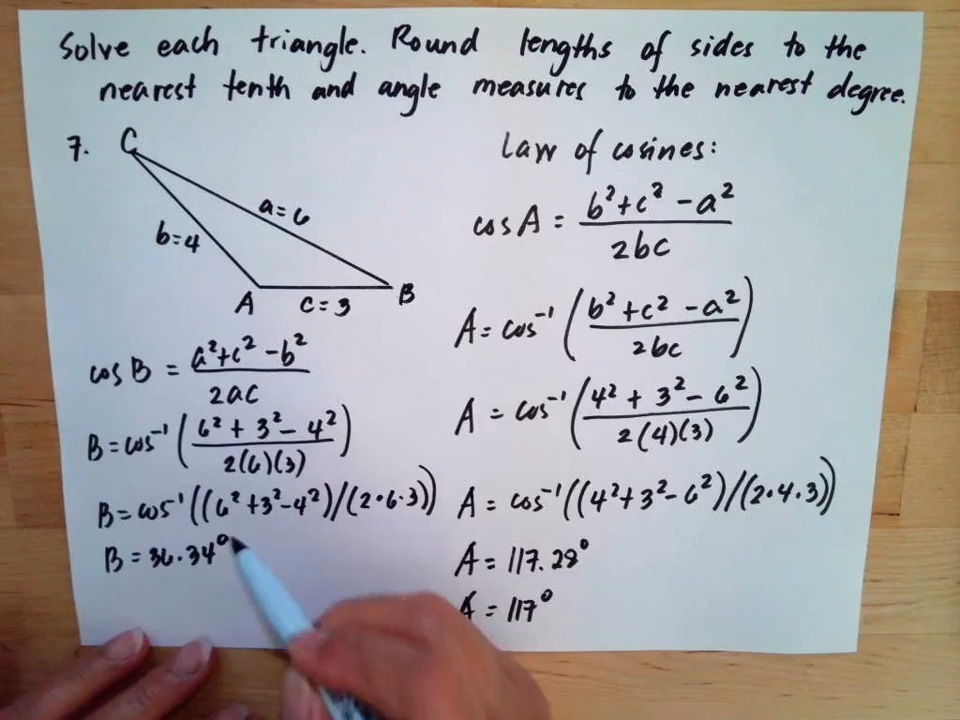 Solve each triangle. Round lengths of sides to the
nearest tenth and angle measures to the nearest degree.
7.
C
a=6
b=4
A
c=3
B
cos B = (a²+c²-b²)/(2ac)
B=cos⁻¹((6²+3²-4²)/(2(6)(3)))
B=cos⁻¹((6²+3²-4²)/(2•6•3))
B=36.34°
Law of cosines:
cos A = (b²+c²-a²)/(2bc)
A=cos⁻¹((b²+c²-a²)/(2bc))
A=cos⁻¹((4²+3²-6²)/(2(4)(3)))
A=cos⁻¹((4²+3²-6²)/(2•4•3))
A=117.28°
A=117°